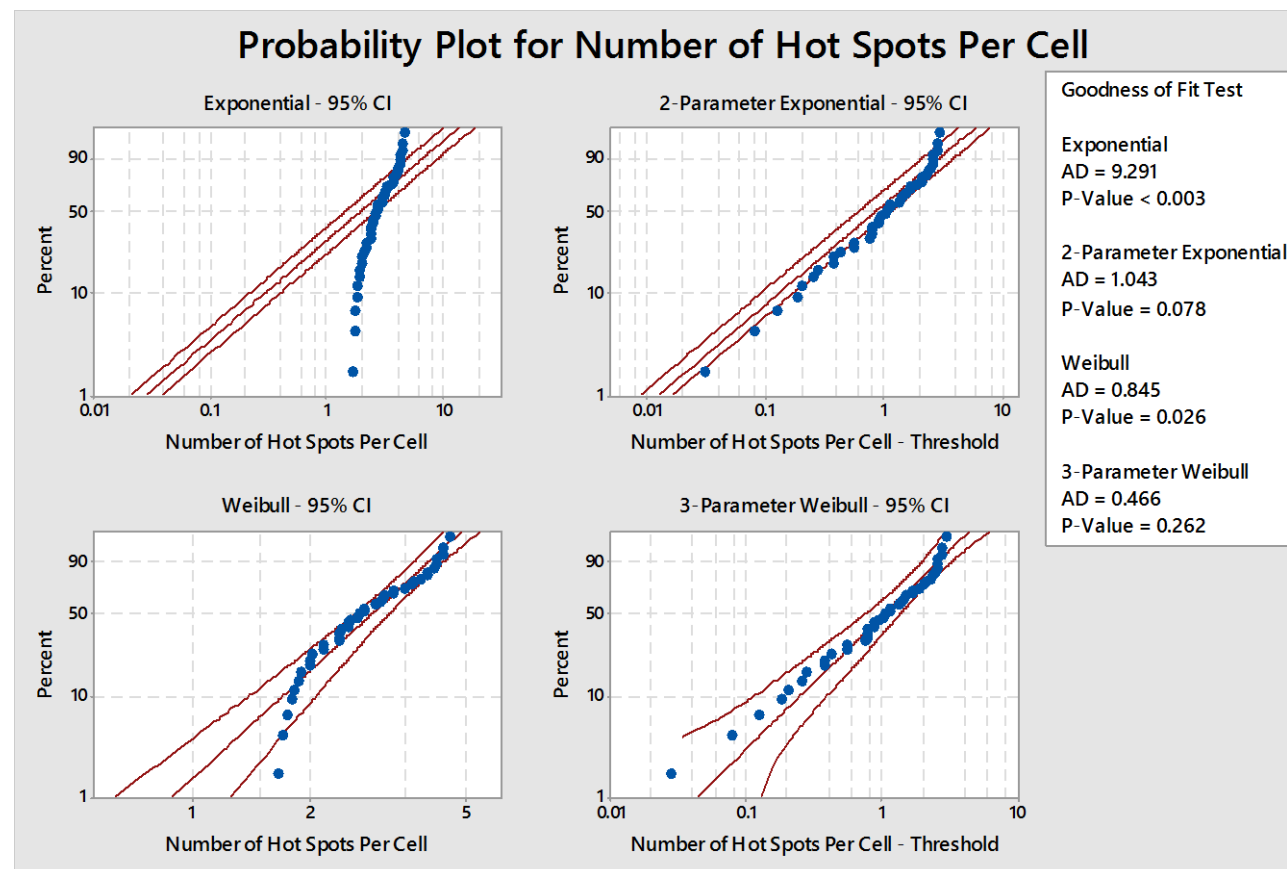 Probability Plot for Number of Hot Spots Per Cell
Exponential - 95% CI
Percent
90
50
10
1
0.01 0.1 1 10
Number of Hot Spots Per Cell
2-Parameter Exponential - 95% CI
Percent
90
50
10
1
0.01 0.1 1 10
Number of Hot Spots Per Cell - Threshold
Weibull - 95% CI
Percent
90
50
10
1
1 2 5
Number of Hot Spots Per Cell
3-Parameter Weibull - 95% CI
Percent
90
50
10
1
0.01 0.1 1 10
Number of Hot Spots Per Cell - Threshold
Goodness of Fit Test
Exponential
AD = 9.291
P-Value < 0.003
2-Parameter Exponential
AD = 1.043
P-Value = 0.078
Weibull
AD = 0.845
P-Value = 0.026
3-Parameter Weibull
AD = 0.466
P-Value = 0.262